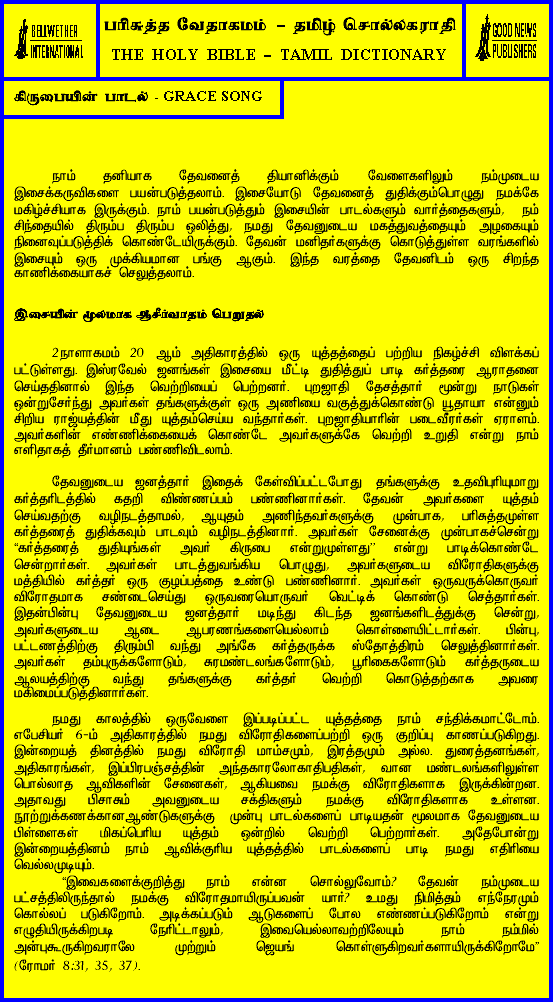 BELLWETHER
INTERNATIONAL
பரிசுத்த வேதாகமம் – தமிழ் சொல்லகராதி
THE HOLY BIBLE – TAMIL DICTIONARY
GOOD NEWS
PUBLISHERS
கிருபையின் பாடல் - GRACE SONG
நாம் தனியாக தேவனைத் தியானிக்கும் வேளைகளிலும் நம்முடைய
இசைக்கருவிகளை பயன்படுத்தலாம். இசையோடு தேவனைத் துதிக்கும்பொழுது நமக்கே
மகிழ்ச்சியாக இருக்கும். நாம் பயன்படுத்தும் இசையின் பாடல்களும் வார்த்தைகளும், நம்
சிந்தையில் திரும்ப திரும்ப ஒலித்து, நமது தேவனுடைய மகத்துவத்தையும் அழகையும்
நினைவுப்படுத்திக் கொண்டேயிருக்கும். தேவன் மனிதர்களுக்கு கொடுத்துள்ள வரங்களில்
இசையும் ஒரு முக்கியமான பங்கு ஆகும். இந்த வரத்தை தேவனிடம் ஒரு சிறந்த
காணிக்கையாகச் செலுத்தலாம்.
இசையின் மூலமாக ஆசீர்வாதம் பெறுதல்
2நாளாகமம் 20 ஆம் அதிகாரத்தில் ஒரு யுத்தத்தைப் பற்றிய நிகழ்ச்சி விளக்கப்
பட்டுள்ளது. இஸ்ரவேல் ஜனங்கள் இசையை மீட்டி துதித்துப் பாடி கர்த்தரை ஆராதனை
செய்ததினால் இந்த வெற்றியைப் பெற்றனர். புறஜாதி தேசத்தார் மூன்று நாடுகள்
ஒன்றுசேர்ந்து அவர்கள் தங்களுக்குள் ஒரு அணியை வகுத்துக்கொண்டு யூதாயா என்னும்
சிறிய ராஜ்யத்தின் மீது யுத்தம்செய்ய வந்தார்கள். புறஜாதியாரின் படைவீரர்கள் ஏராளம்.
அவர்களின் எண்ணிக்கையைக் கொண்டே அவர்களுக்கே வெற்றி உறுதி என்று நாம்
எளிதாகத் தீர்மானம் பண்ணிவிடலாம்.
தேவனுடைய ஜனத்தார் இதைக் கேள்விப்பட்டபோது தங்களுக்கு உதவிபுரியுமாறு
கர்த்தரிடத்தில் கதறி விண்ணப்பம் பண்ணினார்கள். தேவன் அவர்களை யுத்தம்
செய்வதற்கு வழிநடத்தாமல், ஆயுதம் அணிந்தவர்களுக்கு முன்பாக, பரிசுத்தமுள்ள
கர்த்தரைத் துதிக்கவும் பாடவும் வழிநடத்தினார். அவர்கள் சேனைக்கு முன்பாகச்சென்று
“கர்த்தரைத் துதியுங்கள் அவர் கிருபை என்றுமுள்ளது” என்று பாடிக்கொண்டே
சென்றார்கள். அவர்கள் பாடத்துவங்கிய பொழுது, அவர்களுடைய விரோதிகளுக்கு
மத்தியில் கர்த்தர் ஒரு குழப்பத்தை உண்டு பண்ணினார். அவர்கள் ஒருவருக்கொருவர்
விரோதமாக சண்டைசெய்து ஒருவரையொருவர் வெட்டிக் கொண்டு செத்தார்கள்.
இதன்பின்பு தேவனுடைய ஜனத்தார் மடிந்து கிடந்த ஜனங்களிடத்துக்கு சென்று,
அவர்களுடைய ஆடை ஆபரணங்களையெல்லாம் கொள்ளையிட்டார்கள். பின்பு,
பட்டணத்திற்கு திரும்பி வந்து அங்கே கர்த்தருக்கு ஸ்தோத்திரம் செலுத்தினார்கள்.
அவர்கள் தம்புருக்களோடும், சுரமண்டலங்களோடும், பூரிகைகளோடும் கர்த்தருடைய
ஆலயத்திற்கு வந்து தங்களுக்கு கர்த்தர் வெற்றி கொடுத்தற்காக அவரை
மகிமைப்படுத்தினார்கள்.
நமது காலத்தில் ஒருவேளை இப்படிப்பட்ட யுத்தத்தை நாம் சந்திக்கமாட்டோம்.
எபேசியர் 6-ம் அதிகாரத்தில் நமது விரோதிகளைப்பற்றி ஒரு குறிப்பு காணப்படுகிறது.
இன்றையத் தினத்தில் நமது விரோதி மாம்சமும், இரத்தமும் அல்ல. துரைத்தனங்கள்,
அதிகாரங்கள், இப்பிரபஞ்சத்தின் அந்தகாரலோகாதிபதிகள், வான மண்டலங்களிலுள்ள
பொல்லாத ஆவிகளின் சேனைகள், ஆகியவை நமக்கு விரோதிகளாக இருக்கின்றன.
அதாவது பிசாசும் அவனுடைய சக்திகளும் நமக்கு விரோதிகளாக உள்ளன.
நூற்றுக்கணக்கானஆண்டுகளுக்கு முன்பு பாடல்களைப் பாடியதன் மூலமாக தேவனுடைய
பிள்ளைகள் மிகப்பெரிய யுத்தம் ஒன்றில் வெற்றி பெற்றார்கள். அதேபோன்று
இன்றையத்தினம் நாம் ஆவிக்குரிய யுத்தத்தில் பாடல்களைப் பாடி நமது எதிரியை
வெல்லமுடியும்.
“இவைகளைக்குறித்து நாம் என்ன சொல்லுவோம்? தேவன் நம்முடைய
பட்சத்திலிருந்தால் நமக்கு விரோதமாயிருப்பவன் யார்? உமது நிமித்தம் எந்நேரமும்
கொல்லப் படுகிறோம். அடிக்கப்படும் ஆடுகளைப் போல எண்ணப்படுகிறோம் என்று
எழுதியிருக்கிறபடி நேரிட்டாலும், இவையெல்லாவற்றிலேயும் நாம் நம்மில்
அன்புகூருகிறவராலே முற்றும் ஜெயங் கொள்ளுகிறவர்களாயிருக்கிறோமே”
(ரோமர் 8:31, 35, 37).